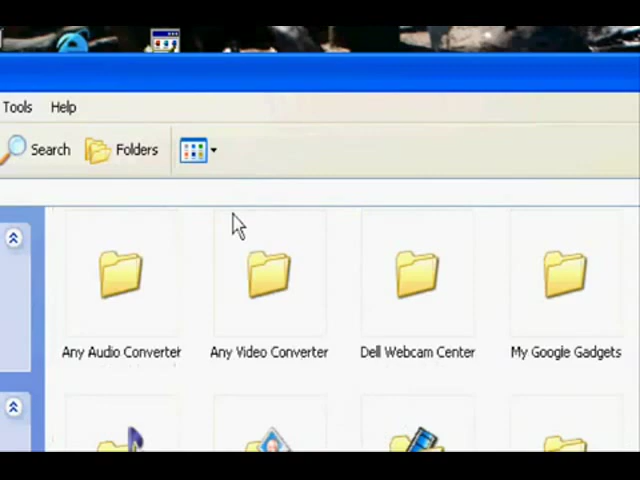 Tools Help
Search Folders
Any Audio Converter Any Video Converter Dell Webcam Center My Google Gadgets